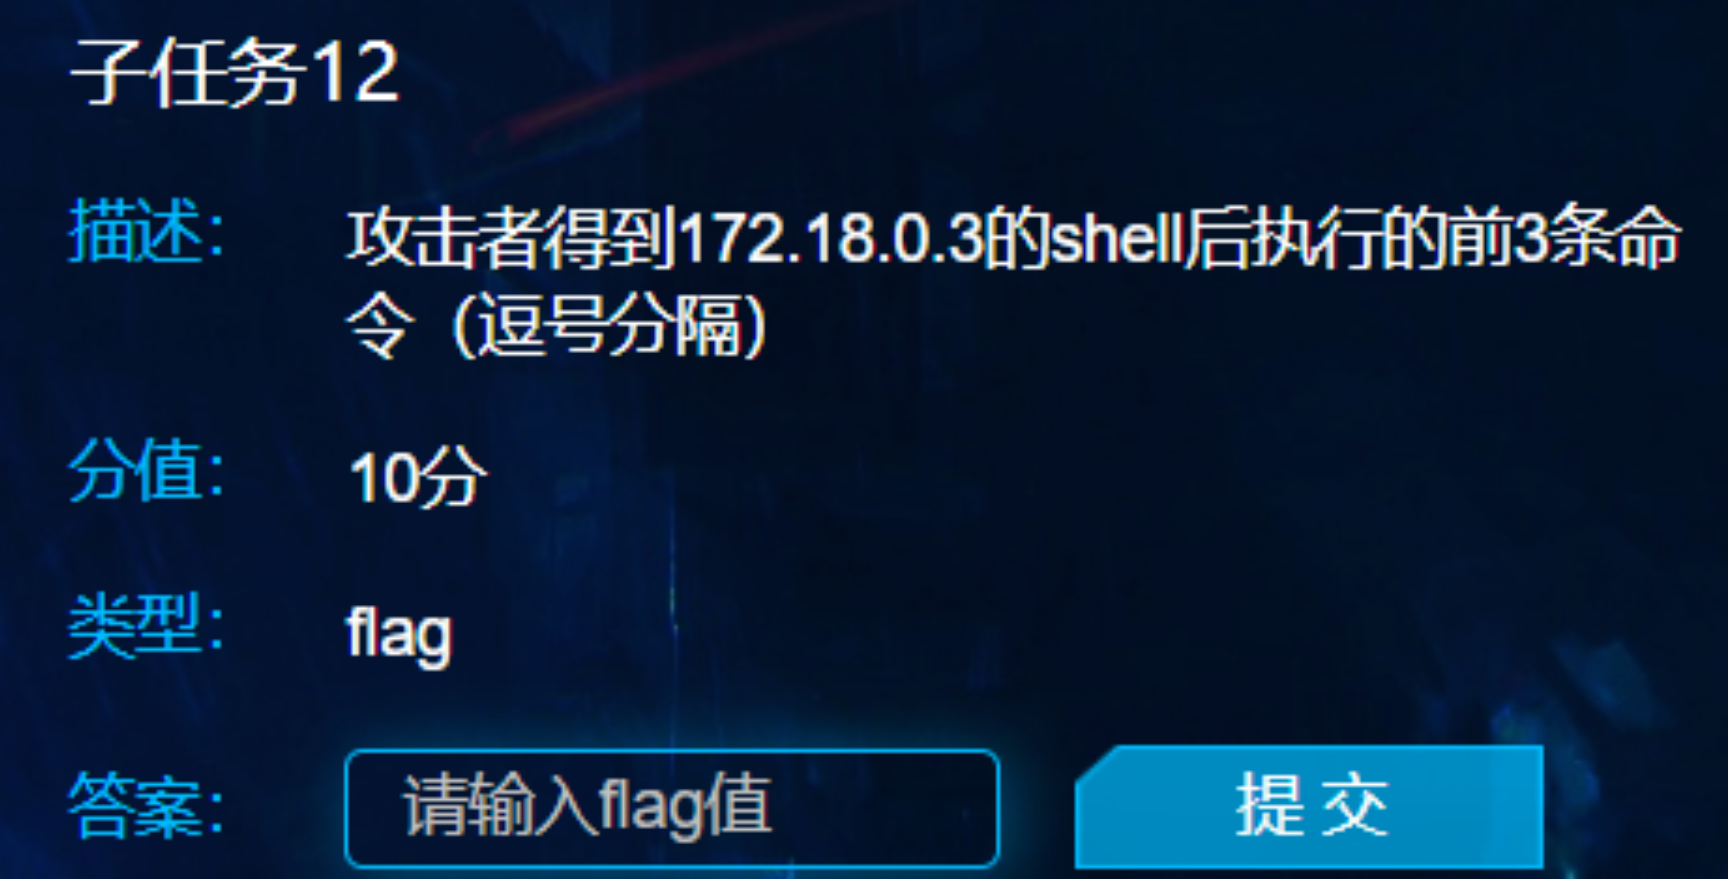 子任务12
描述：
攻击者得到172.18.0.3的shell后执行的前3条命
令（逗号分隔）
分值：
10分
类型：
flag
答案：
请输入flag值
提交